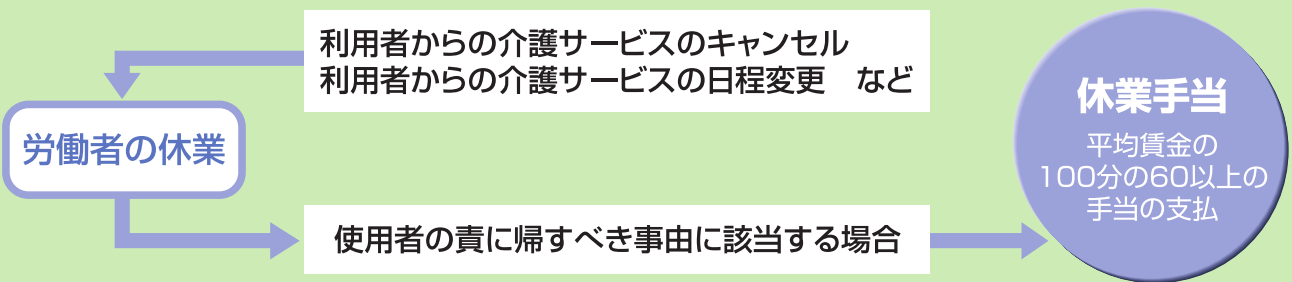 利用者からの介護サービスのキャンセル
利用者からの介護サービスの日程変更　など
労働者の休業
使用者の責に帰すべき事由に該当する場合
休業手当
平均賃金の
100分の60以上の
手当の支払